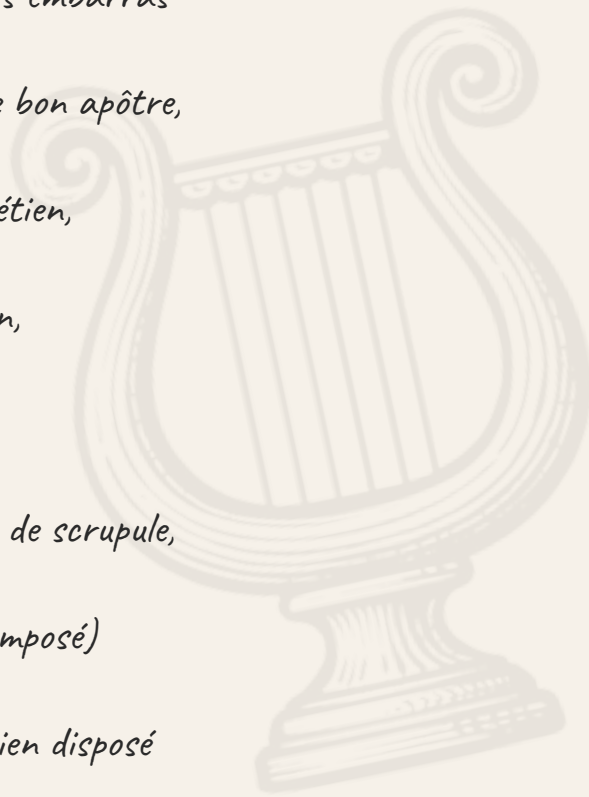 embarras
bon apôtre,
étien,
n,
de scrupule,
mposé)
ien disposé